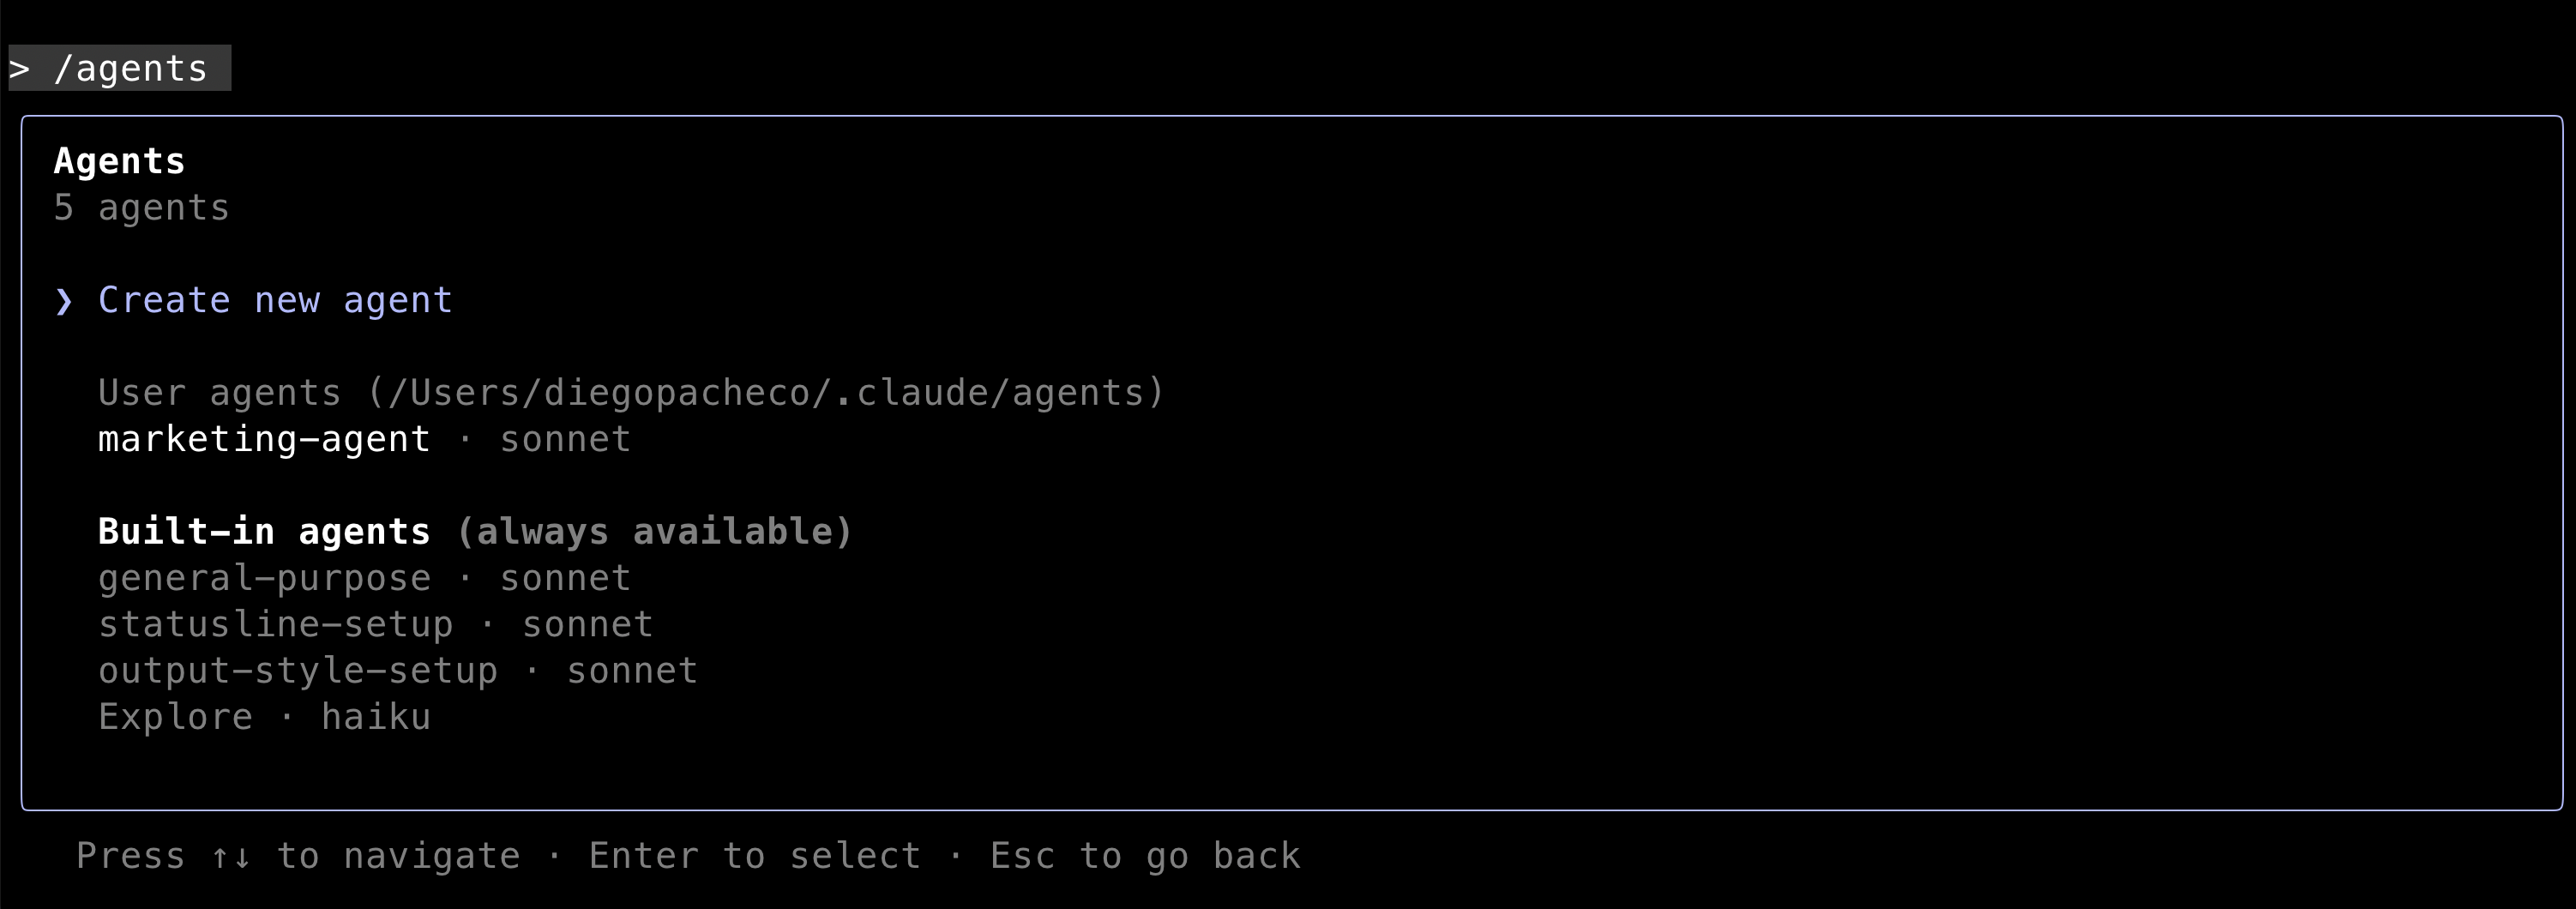 > /agents
Agents
5 agents
❯ Create new agent
User agents (/Users/diegopacheco/.claude/agents)
marketing-agent · sonnet
Built-in agents (always available)
general-purpose · sonnet
statusline-setup · sonnet
output-style-setup · sonnet
Explore · haiku
Press ↑↓ to navigate · Enter to select · Esc to go back